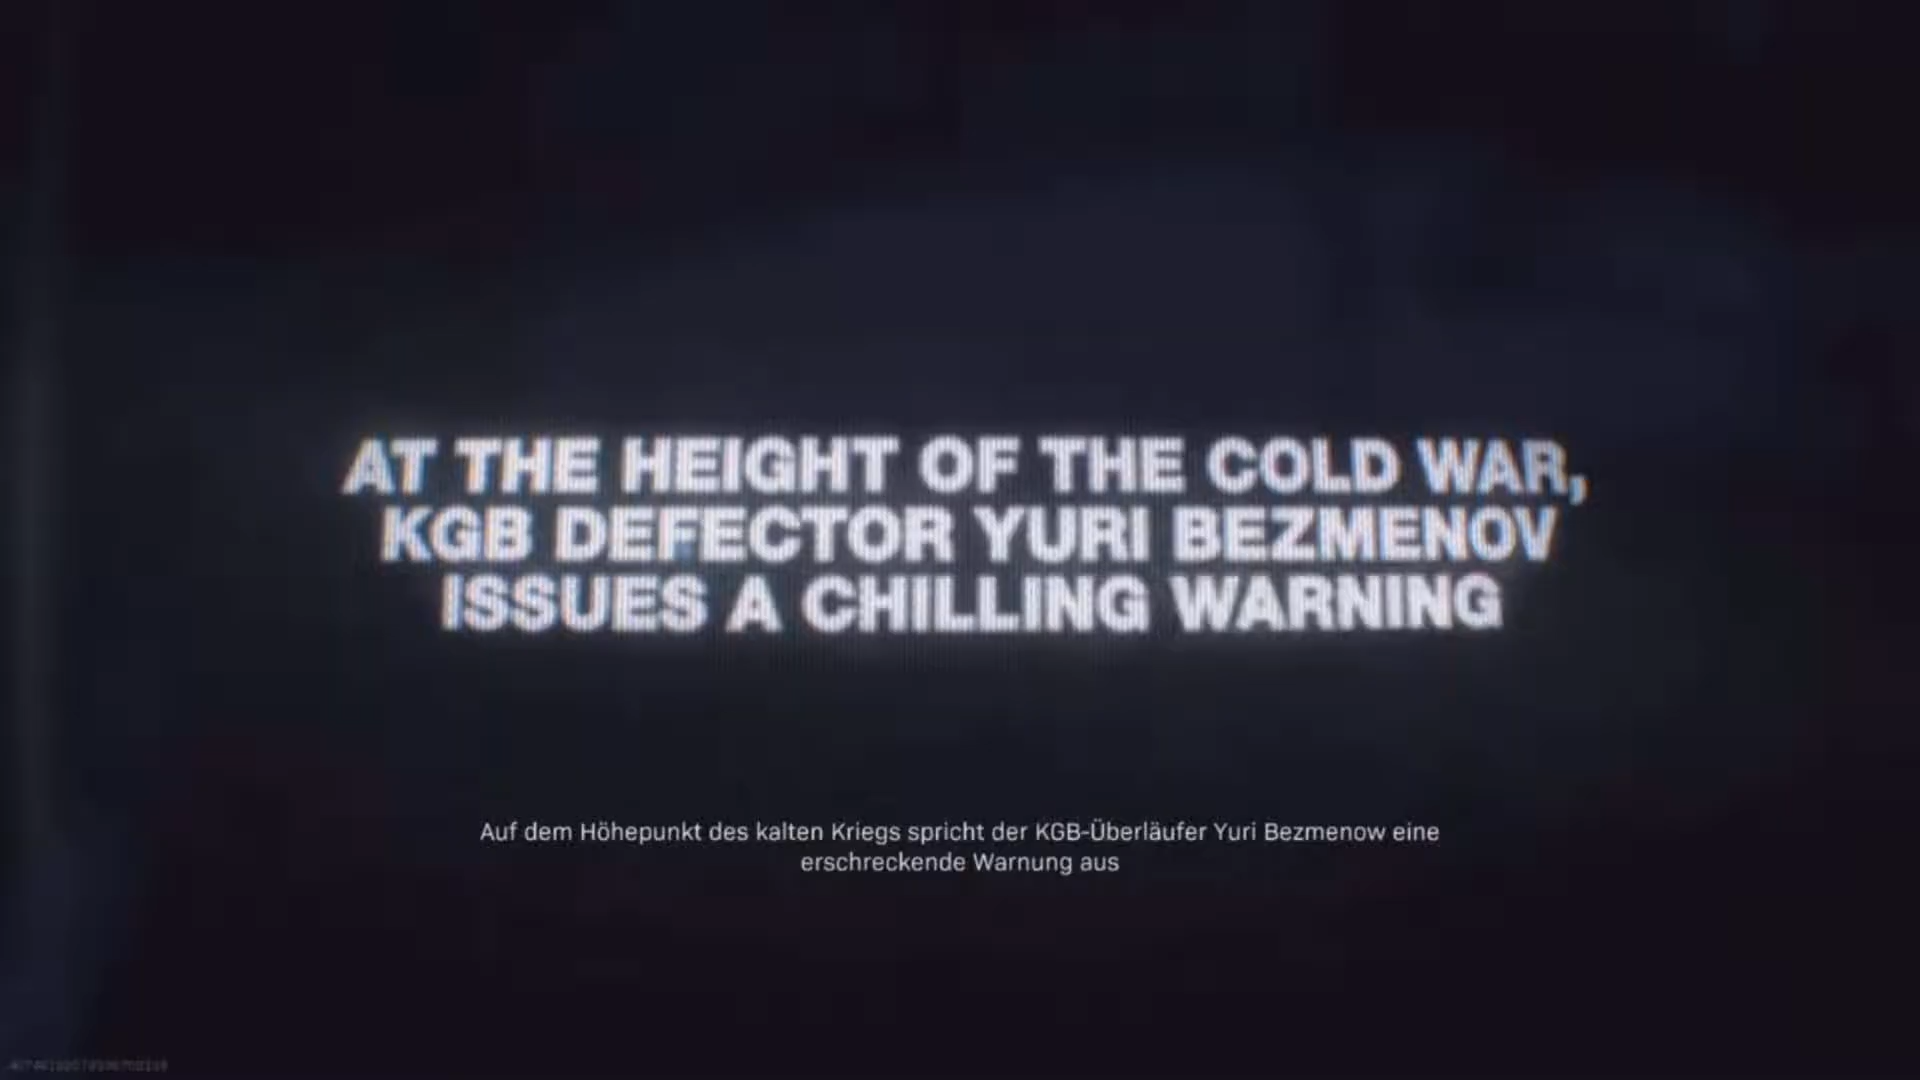 AT THE HEIGHT OF THE COLD WAR,
KGB DEFECTOR YURI BEZMENOV
ISSUES A CHILLING WARNING
Auf dem Höhepunkt des kalten Kriegs spricht der KGB-Überläufer Yuri Bezmenow eine
erschreckende Warnung aus